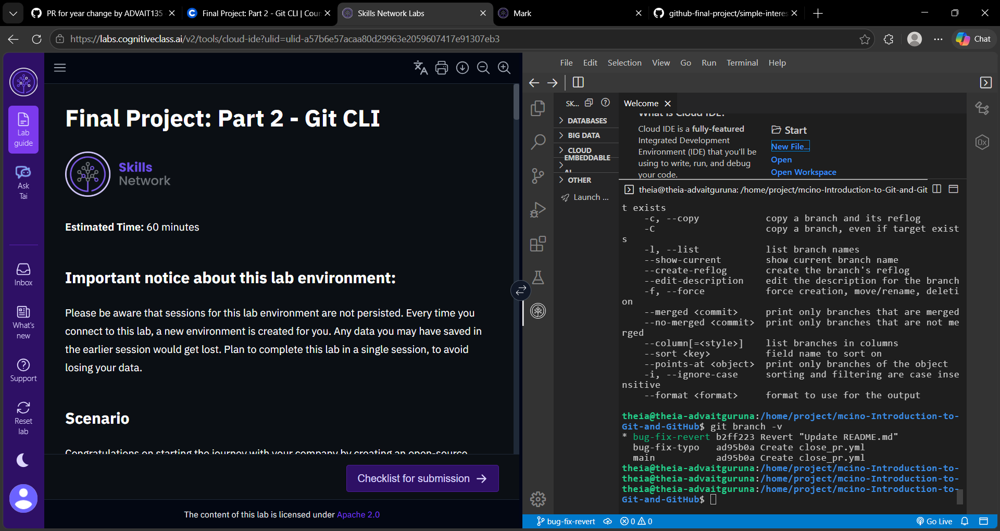 PR for year change by ADVAIT135
Final Project: Part 2 - Git CLI | Cour
Skills Network Labs
Mark
github-final-project/simple-interes
https://labs.cognitiveclass.ai/v2/tools/cloud-ide?ulid=ulid-a57b6e57acaa80d29963e2059607417e91307eb3
Chat
Lab
guide
Ask
Tai
Inbox
What's
new
Support
Reset
lab
Final Project: Part 2 - Git CLI
Skills
Network
Estimated Time: 60 minutes
Important notice about this lab environment:
Please be aware that sessions for this lab environment are not persisted. Every time you
connect to this lab, a new environment is created for you. Any data you may have saved in
the earlier session would get lost. Plan to complete this lab in a single session, to avoid
losing your data.
Scenario
Congratulations on starting the journey with your company by creating an open-source
Checklist for submission
The content of this lab is licensed under Apache 2.0
File Edit Selection View Go Run Terminal Help
SK...
DATABASES
BIG DATA
CLOUD
EMBEDDABLE
AI
OTHER
Launch ...
Welcome
What is Cloud IDE?
Cloud IDE is a fully-featured
Integrated Development
Environment (IDE) that you'll be
using to write, run, and debug
your code.
Start
New File...
Open
Open Workspace
theia@theia-advaitguruna: /home/project/mcino-Introduction-to-Git-and-Git
t exists
-c, --copy copy a branch and its reflog
-C copy a branch, even if target exist
s
-l, --list list branch names
--show-current show current branch name
--create-reflog create the branch's reflog
--edit-description edit the description for the branch
-f, --force force creation, move/rename, deleti
on
--merged <commit> print only branches that are merged
--no-merged <commit> print only branches that are not me
rged
--column[=<style>] list branches in columns
--sort <key> field name to sort on
--points-at <object> print only branches of the object
-i, --ignore-case sorting and filtering are case inse
nsitive
--format <format> format to use for the output
theia@theia-advaitguruna:/home/project/mcino-Introduction-to-
Git-and-GitHub$ git branch -v
* bug-fix-revert b2ff223 Revert "Update README.md"
bug-fix-typo ad95b0a Create close_pr.yml
main ad95b0a Create close_pr.yml
theia@theia-advaitguruna:/home/project/mcino-Introduction-to-
theia@theia-advaitguruna:/home/project/mcino-Introduction-to-
theia@theia-advaitguruna:/home/project/mcino-Introduction-to-
Git-and-GitHub$
bug-fix-revert 0 0
Go Live